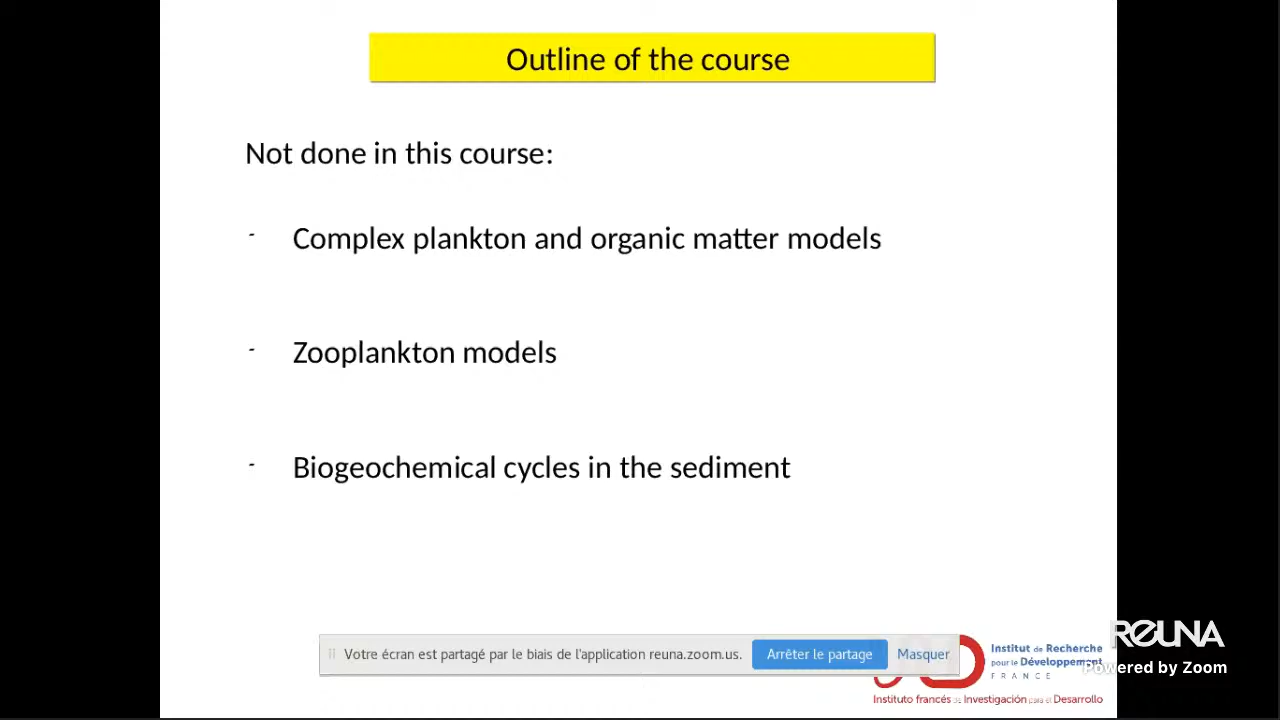 Outline of the course
Not done in this course:
- Complex plankton and organic matter models
- Zooplankton models
- Biogeochemical cycles in the sediment
Votre écran est partagé par le biais de l'application reuna.zoom.us. Arrêter le partage Masquer
Institut de Recherche
pour le Développement
FRANCE
Instituto francés de Investigación para el Desarrollo
REUNA
Powered by Zoom